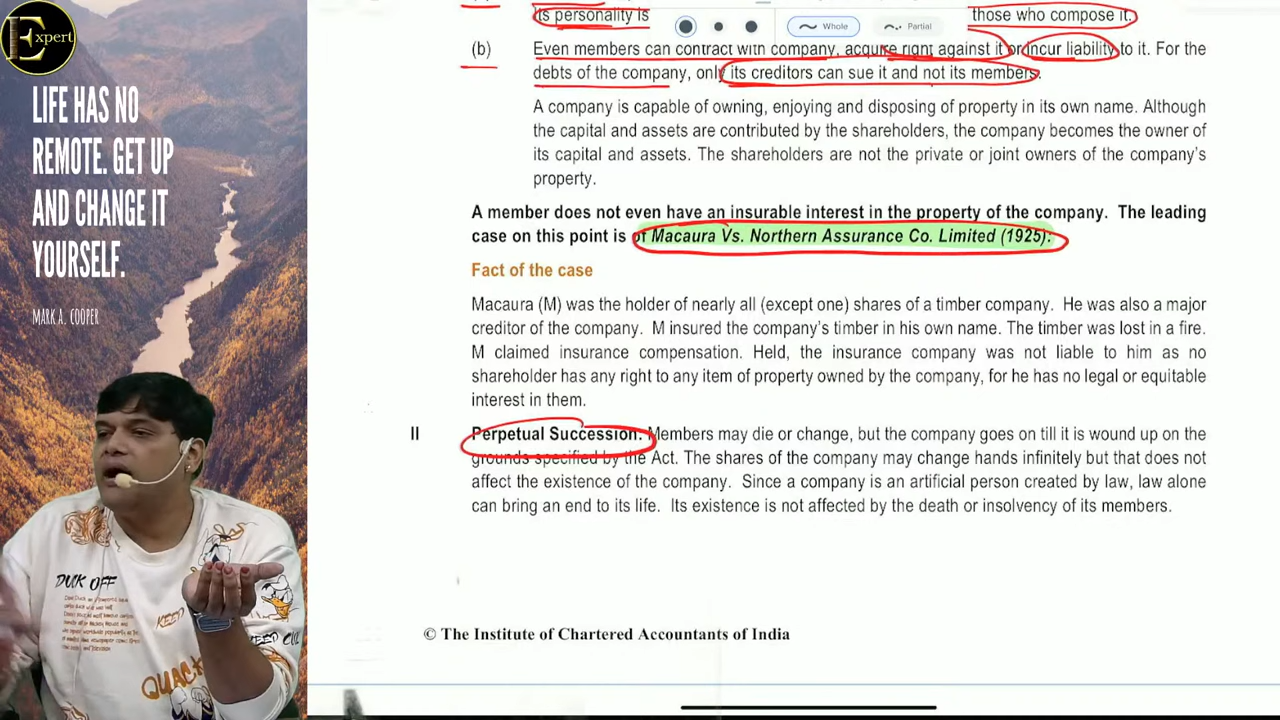 Expert
LIFE HAS NO
REMOTE. GET UP
AND CHANGE IT
YOURSELF.
MARK A. COOPER
DUCK OFF
KEEP
QUACK
Whole
Partial
its personality is
those who compose it.
(b) Even members can contract with company, acquire right against it or incur liability to it. For the
debts of the company, only its creditors can sue it and not its members.
A company is capable of owning, enjoying and disposing of property in its own name. Although
the capital and assets are contributed by the shareholders, the company becomes the owner of
its capital and assets. The shareholders are not the private or joint owners of the company's
property.
A member does not even have an insurable interest in the property of the company. The leading
case on this point is of Macaura Vs. Northern Assurance Co. Limited (1925):
Fact of the case
Macaura (M) was the holder of nearly all (except one) shares of a timber company. He was also a major
creditor of the company. M insured the company's timber in his own name. The timber was lost in a fire.
M claimed insurance compensation. Held, the insurance company was not liable to him as no
shareholder has any right to any item of property owned by the company, for he has no legal or equitable
interest in them.
II Perpetual Succession: Members may die or change, but the company goes on till it is wound up on the
grounds specified by the Act. The shares of the company may change hands infinitely but that does not
affect the existence of the company. Since a company is an artificial person created by law, law alone
can bring an end to its life. Its existence is not affected by the death or insolvency of its members.
© The Institute of Chartered Accountants of India